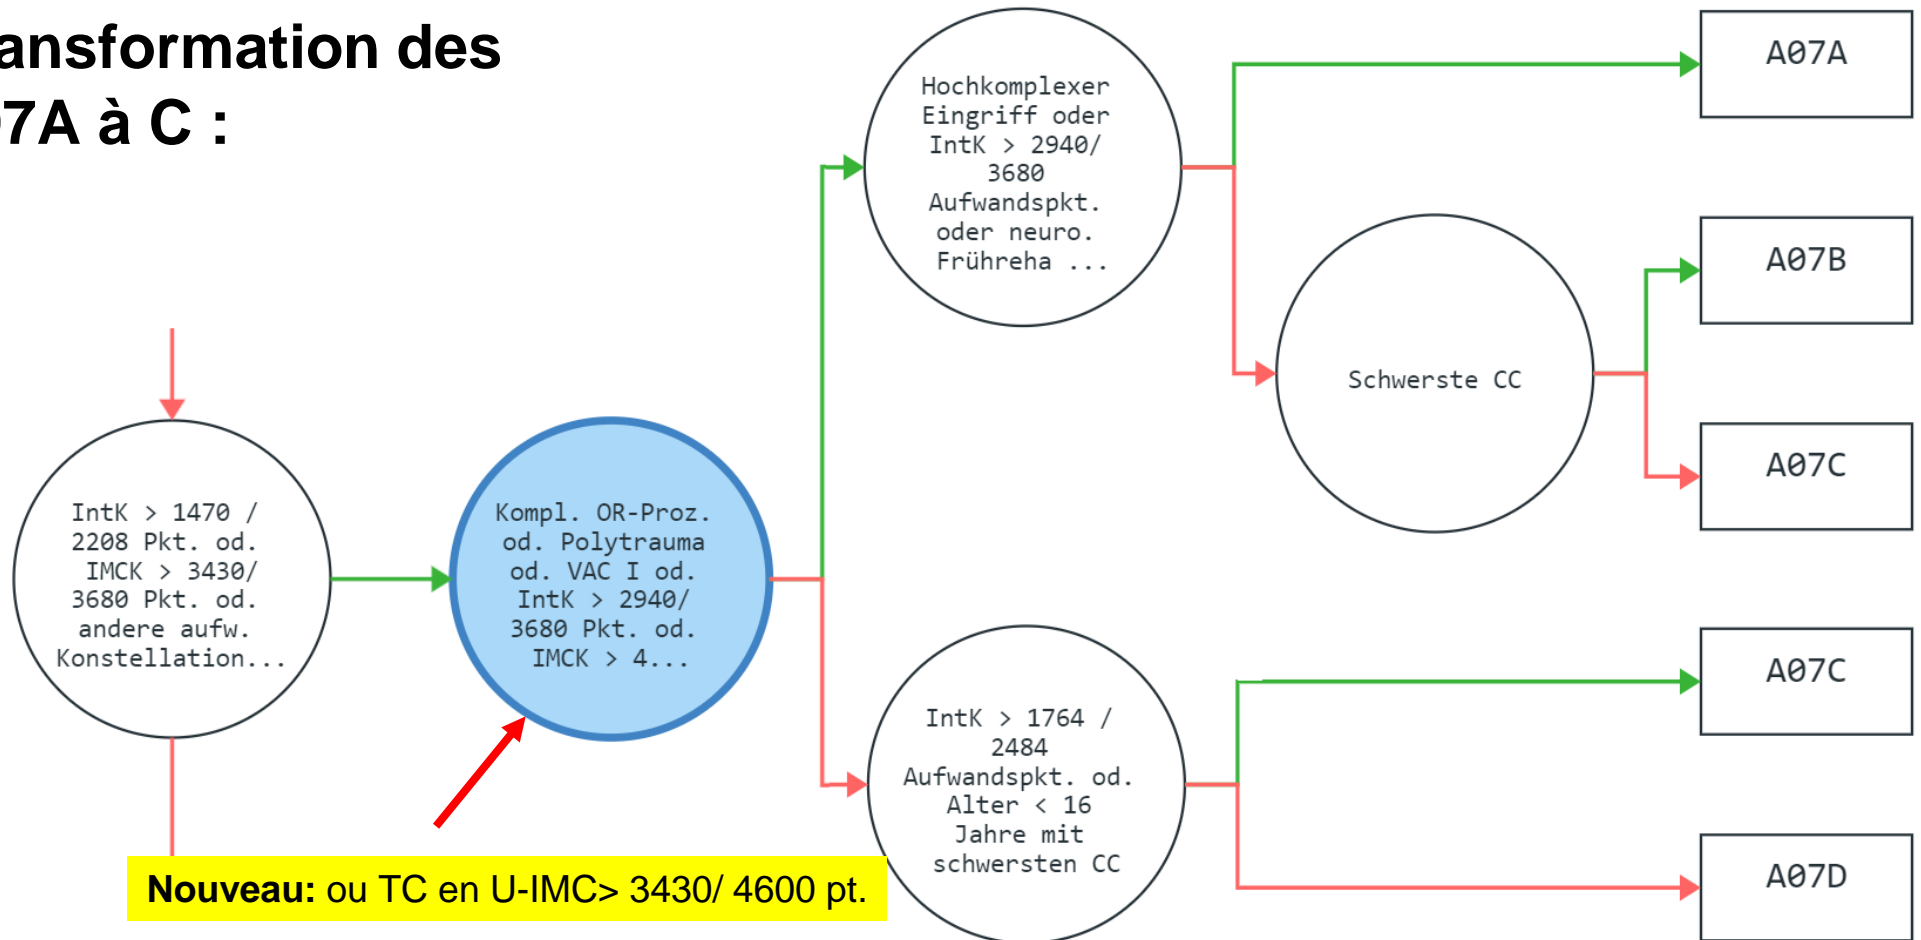 ansformation des
7A à C :
Hochkomplexer
Eingriff oder
IntK > 2940/
3680
Aufwandspkt.
oder neuro.
Frühreha ...
A07A
A07B
Schwerste CC
A07C
IntK > 1470 /
2208 Pkt. od.
IMCK > 3430/
3680 Pkt. od.
andere aufw.
Konstellation...
Kompl. OR-Proz.
od. Polytrauma
od. VAC I od.
IntK > 2940/
3680 Pkt. od.
IMCK > 4...
IntK > 1764 /
2484
Aufwandspkt. od.
Alter < 16
Jahre mit
schwersten CC
A07C
A07D
Nouveau: ou TC en U-IMC> 3430/ 4600 pt.